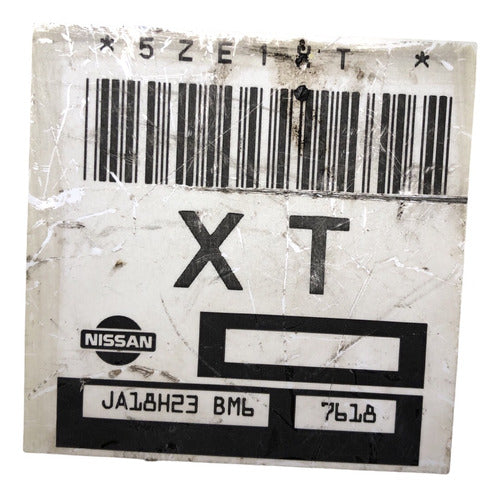 *5ZE1XT*
XT
NISSAN
JA18H23 BM6 7618